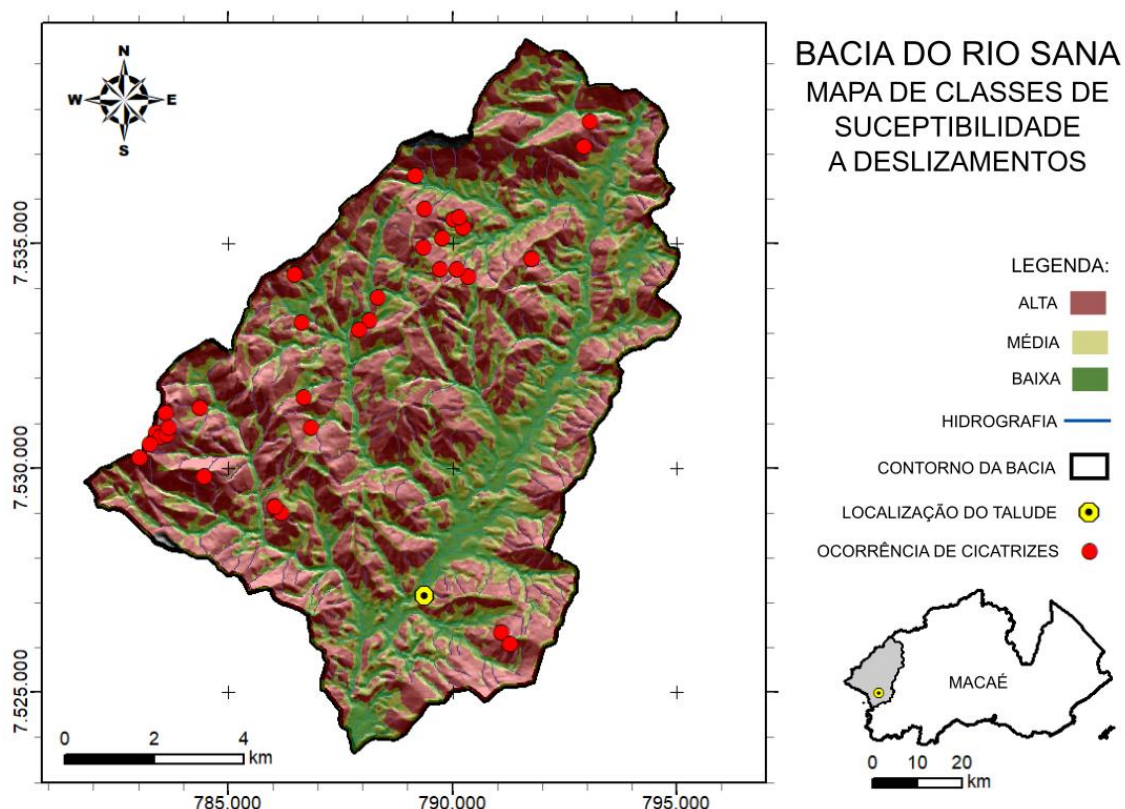 BACIA DO RIO SANA
MAPA DE CLASSES DE
SUCEPTIBILIDADE
A DESLIZAMENTOS
N
W
E
S
7.535.000
7.530.000
7.525.000
0
2
4
km
785.000
790.000
795.000
LEGENDA:
ALTA
MÉDIA
BAIXA
HIDROGRAFIA
CONTORNO DA BACIA
LOCALIZAÇÃO DO TALUDE
OCORRÊNCIA DE CICATRIZES
MACAÉ
0
10
20
km